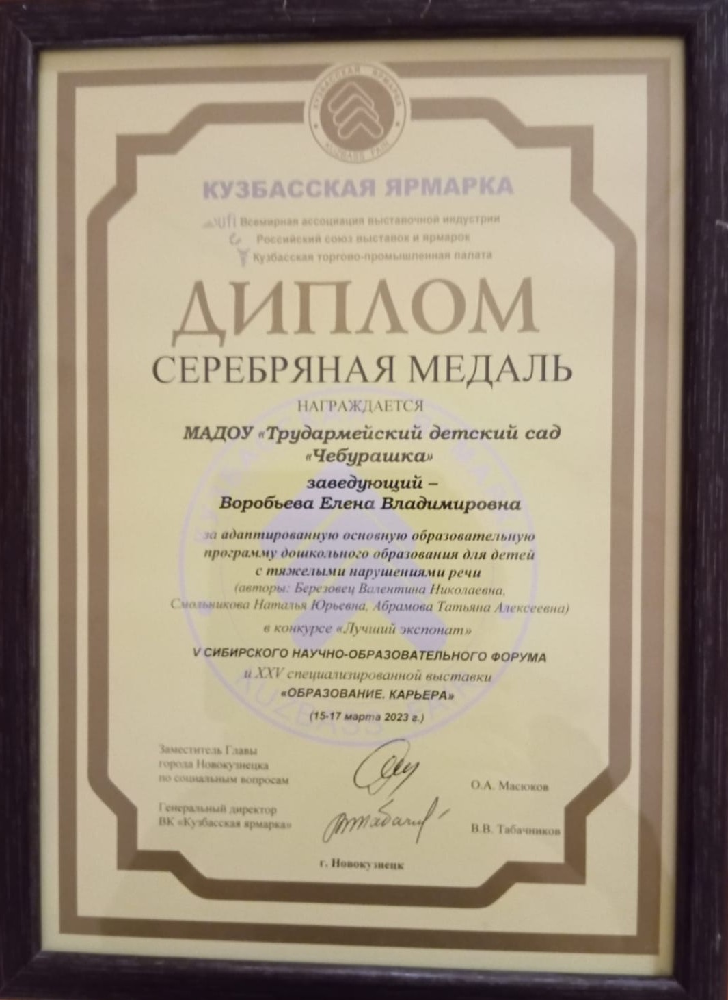 КУЗБАССКАЯ ЯРМАРКА
KUZBASS FAIR
КУЗБАССКАЯ ЯРМАРКА
ufi Всемирная ассоциация выставочной индустрии
Российский союз выставок и ярмарок
Кузбасская торгово-промышленная палата
ДИПЛОМ
СЕРЕБРЯНАЯ МЕДАЛЬ
НАГРАЖДАЕТСЯ
МАДОУ «Трудармейский детский сад
«Чебурашка»
заведующий –
Воробьева Елена Владимировна
за адаптированную основную образовательную
программу дошкольного образования для детей
с тяжелыми нарушениями речи
(авторы: Березовец Валентина Николаевна,
Смольникова Наталья Юрьевна, Абрамова Татьяна Алексеевна)
в конкурсе «Лучший экспонат»
V СИБИРСКОГО НАУЧНО-ОБРАЗОВАТЕЛЬНОГО ФОРУМА
и XXV специализированной выставки
«ОБРАЗОВАНИЕ. КАРЬЕРА»
(15-17 марта 2023 г.)
Заместитель Главы
города Новокузнецка
по социальным вопросам
О.А. Масюков
Генеральный директор
ВК «Кузбасская ярмарка»
В.В. Табачников
г. Новокузнецк